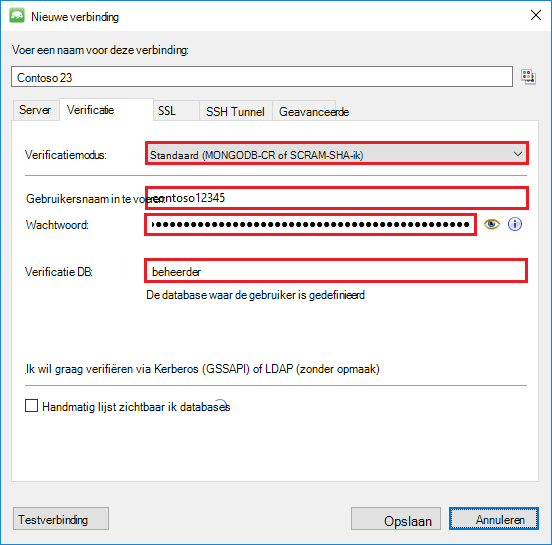 Nieuwe verbinding
Voer een naam voor deze verbinding:
Contoso 23
Server Verificatie SSL SSH Tunnel Geavanceerde
Verificatiemodus: Standaard (MONGODB-CR of SCRAM-SHA-ik)
Gebruikersnaam in te voeren contoso12345
Wachtwoord:
Verificatie DB: beheerder
De database waar de gebruiker is gedefinieerd
Ik wil graag verifiëren via Kerberos (GSSAPI) of LDAP (zonder opmaak)
Handmatig lijst zichtbaar ik databases
Testverbinding Opslaan Annuleren